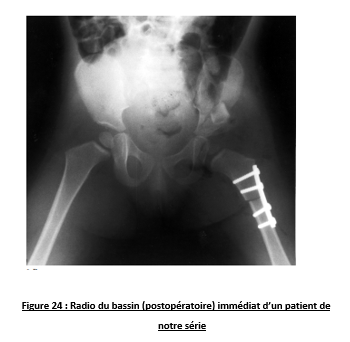 Figure 24 : Radio du bassin (postopératoire) immédiat d'un patient de
notre série